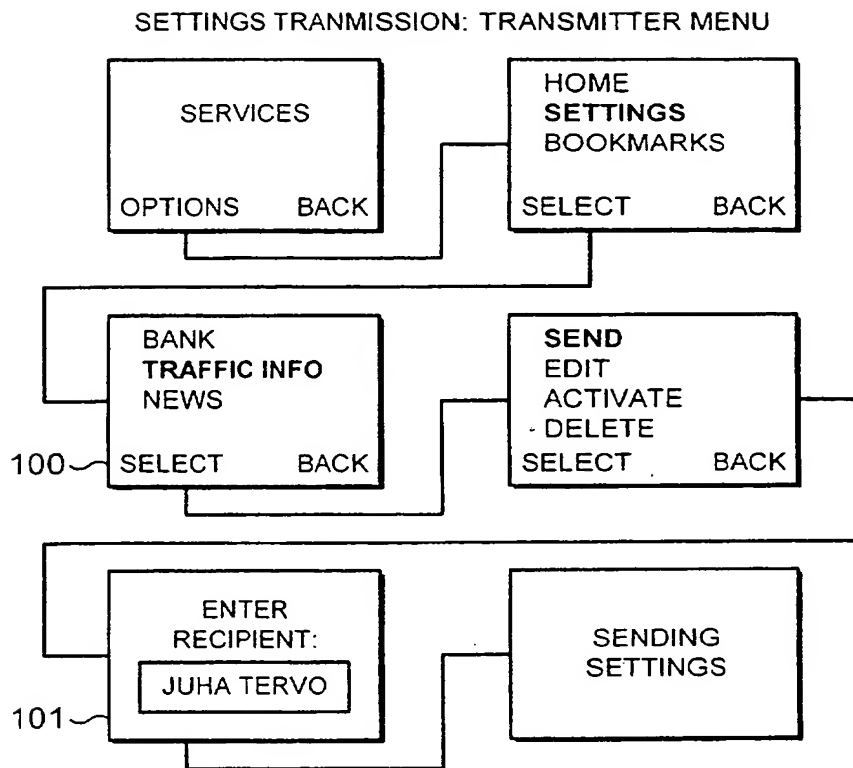 SETTINGS TRANMISSION: TRANSMITTER MENU
SERVICES
OPTIONS BACK
HOME
SETTINGS
BOOKMARKS
SELECT BACK
BANK
TRAFFIC INFO
NEWS
100 SELECT BACK
SEND
EDIT
ACTIVATE
DELETE
SELECT BACK
ENTER
RECIPIENT:
JUHA TERVO
101
SENDING
SETTINGS